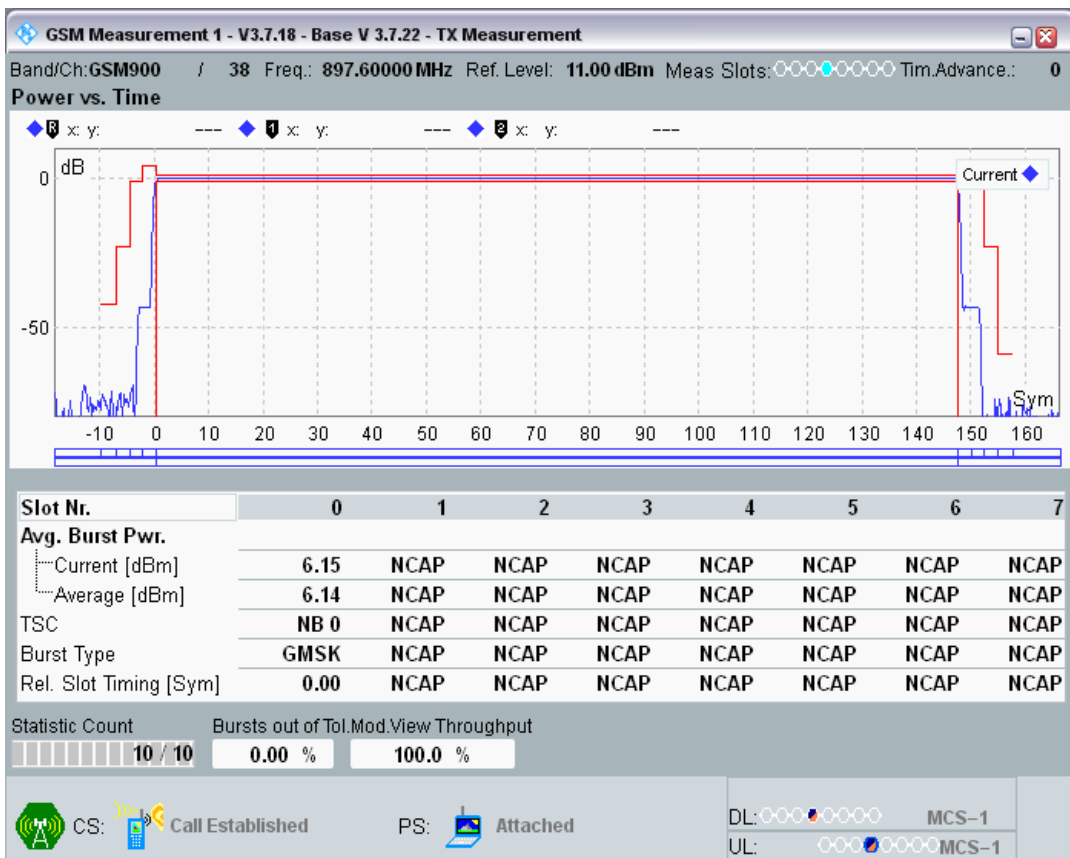 GSM Measurement 1 - V3.7.18 - Base V 3.7.22 - TX Measurement
Band/Ch:GSM900 / 38 Freq.: 897.60000 MHz Ref. Level: 11.00 dBm Meas Slots: Tim.Advance.: 0
Power vs. Time
R x: y: --- 1 x: y: --- 2 x: y: ---
dB
Current
0
-50
Sym
-10 0 10 20 30 40 50 60 70 80 90 100 110 120 130 140 150 160
Slot Nr. 0 1 2 3 4 5 6 7
Avg. Burst Pwr.
Current [dBm] 6.15 NCAP NCAP NCAP NCAP NCAP NCAP NCAP
Average [dBm] 6.14 NCAP NCAP NCAP NCAP NCAP NCAP NCAP
TSC NB 0 NCAP NCAP NCAP NCAP NCAP NCAP NCAP
Burst Type GMSK NCAP NCAP NCAP NCAP NCAP NCAP NCAP
Rel. Slot Timing [Sym] 0.00 NCAP NCAP NCAP NCAP NCAP NCAP NCAP
Statistic Count Bursts out of Tol.Mod.View Throughput
10 / 10 0.00 % 100.0 %
CS: Call Established PS: Attached
DL: MCS-1
UL: MCS-1